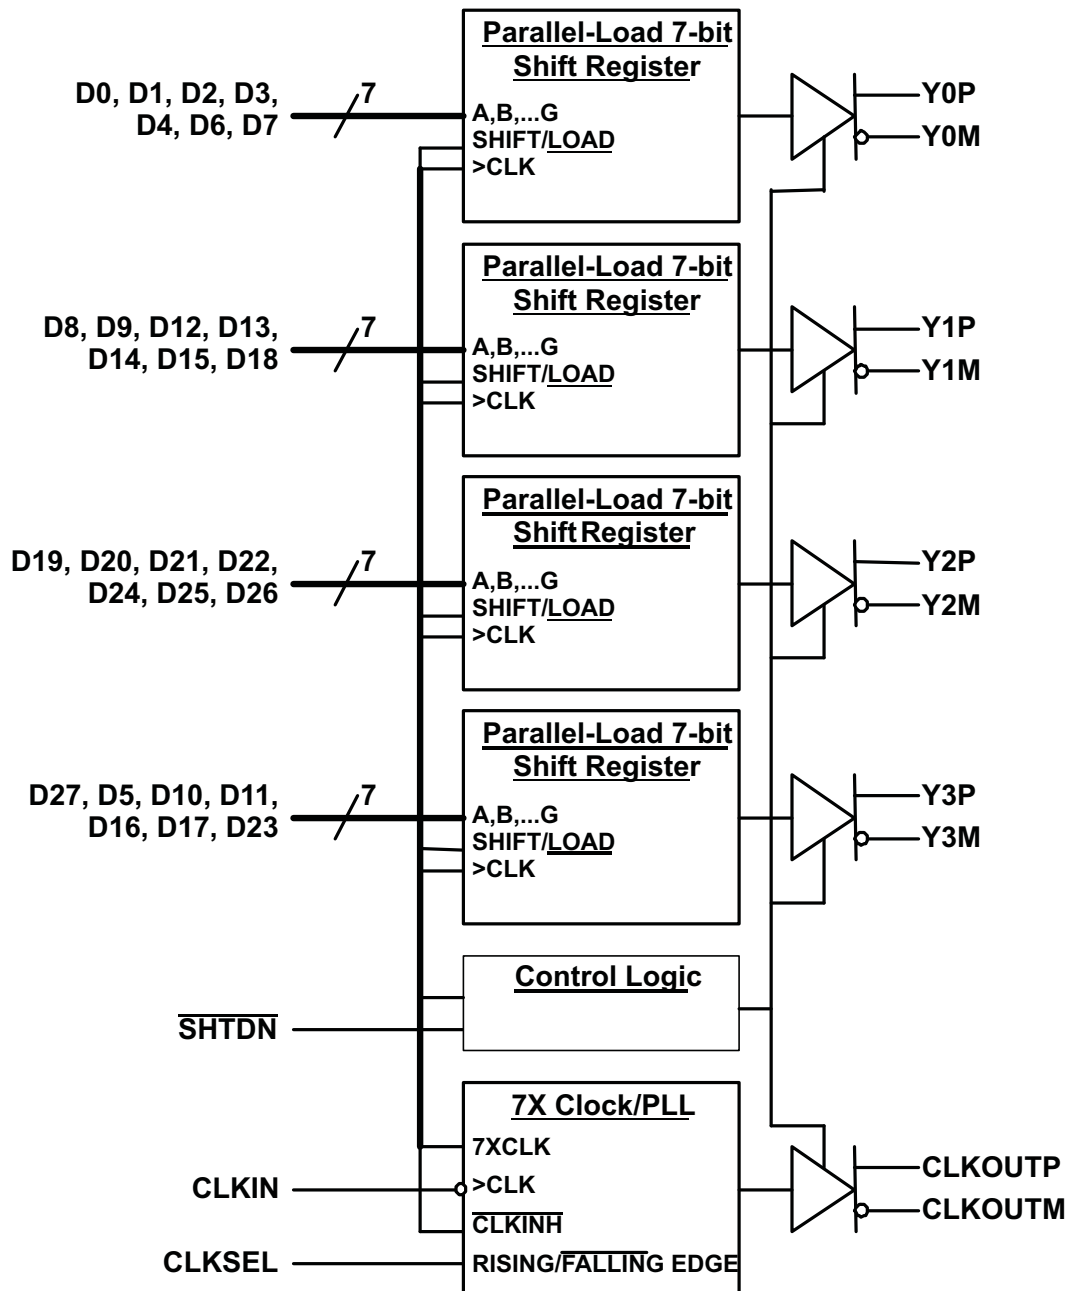 Parallel-Load 7-bit
Shift Register
D0, D1, D2, D3,
D4, D6, D7
7
A,B,...G
SHIFT/LOAD
>CLK
Y0P
Y0M
Parallel-Load 7-bit
Shift Register
D8, D9, D12, D13,
D14, D15, D18
7
A,B,...G
SHIFT/LOAD
>CLK
Y1P
Y1M
Parallel-Load 7-bit
Shift Register
D19, D20, D21, D22,
D24, D25, D26
7
A,B,...G
SHIFT/LOAD
>CLK
Y2P
Y2M
Parallel-Load 7-bit
Shift Register
D27, D5, D10, D11,
D16, D17, D23
7
A,B,...G
SHIFT/LOAD
>CLK
Y3P
Y3M
Control Logic
SHTDN
7X Clock/PLL
7XCLK
CLKIN
>CLK
CLKINH
CLKSEL
RISING/FALLING EDGE
CLKOUTP
CLKOUTM